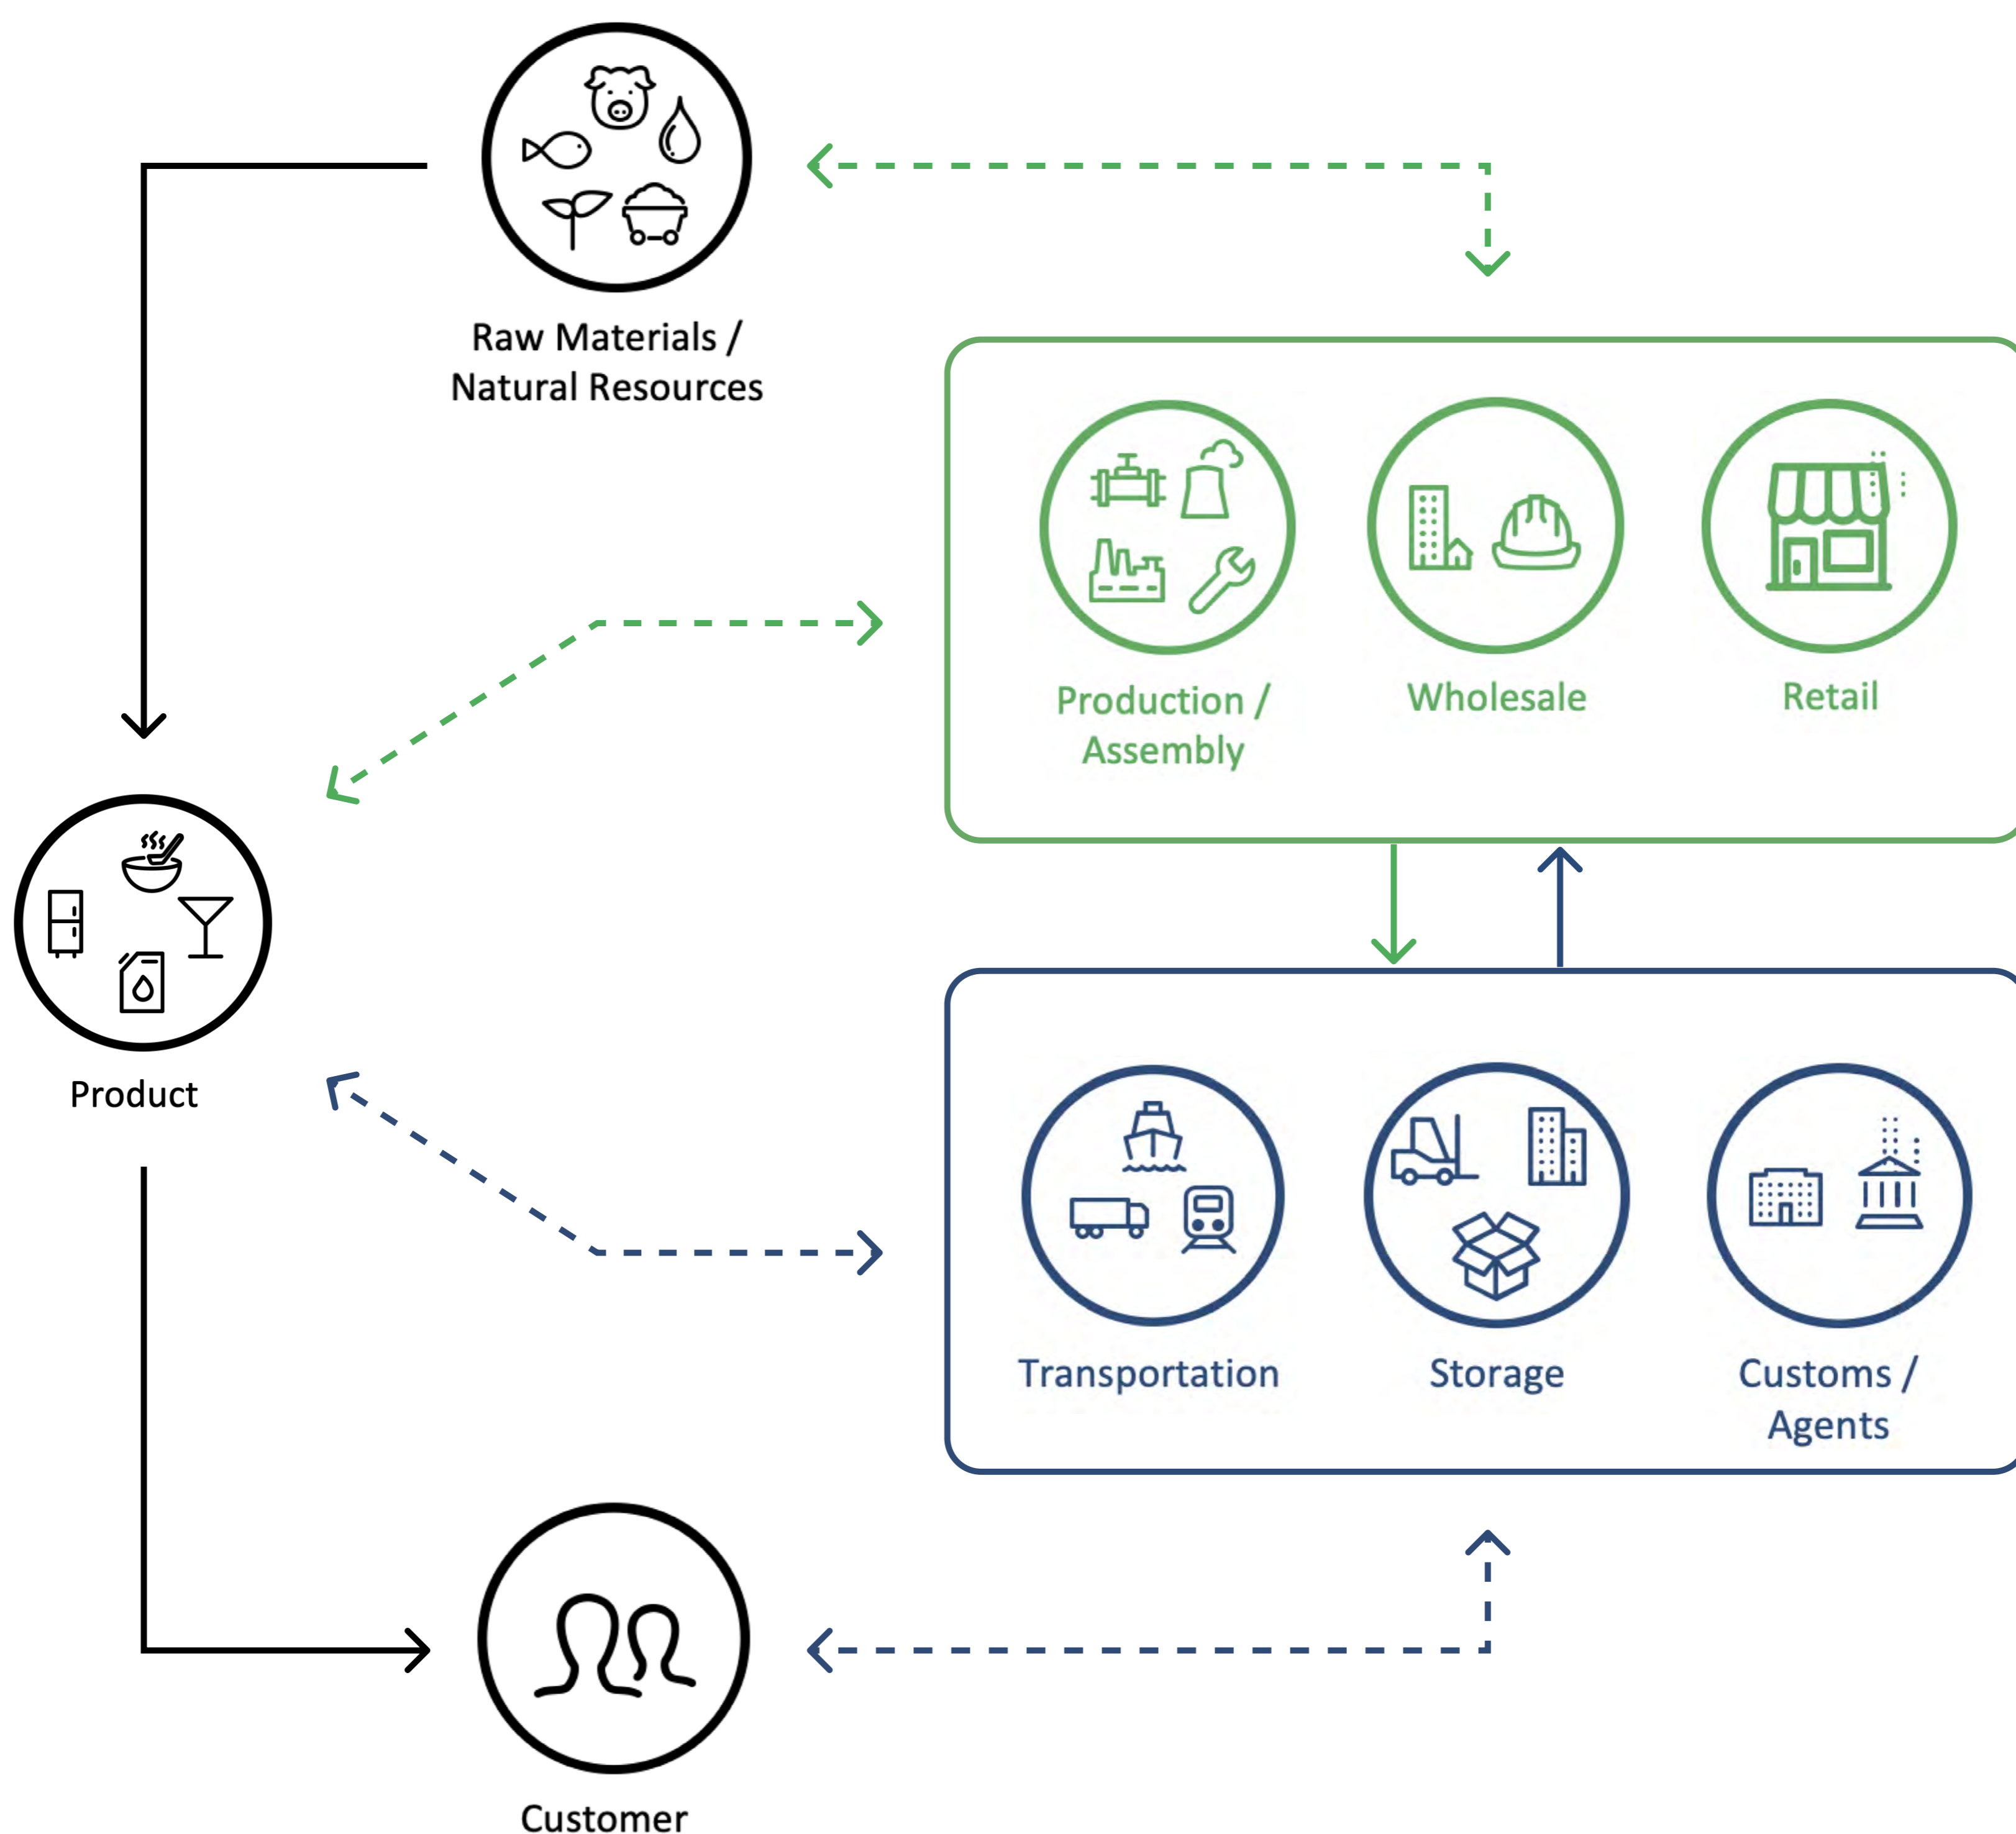 Raw Materials /
Natural Resources
Production /
Assembly
Wholesale
Retail
Product
Transportation
Storage
Customs /
Agents
Customer